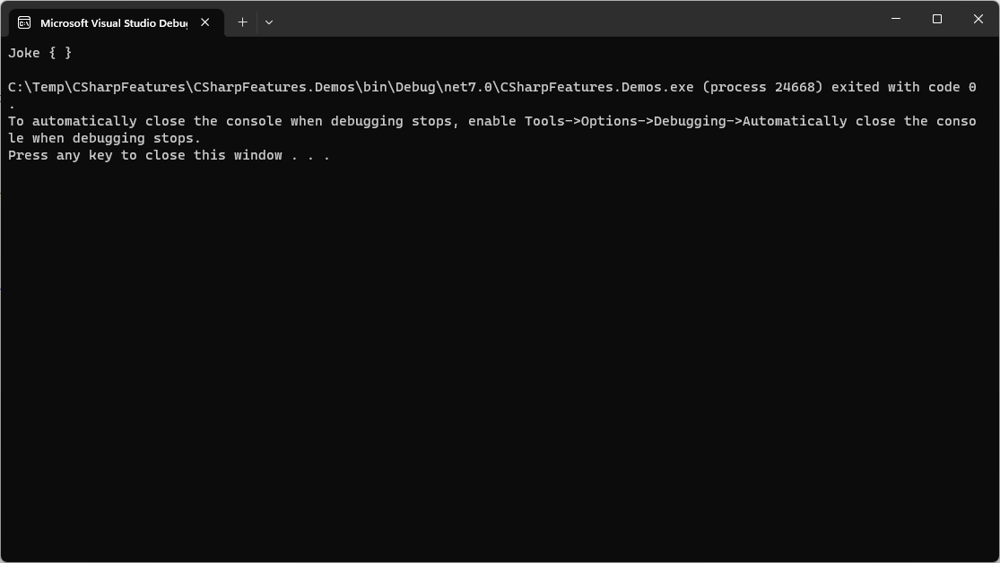 Microsoft Visual Studio Debug
Joke { }
C:\Temp\CSharpFeatures\CSharpFeatures.Demos\bin\Debug\net7.0\CSharpFeatures.Demos.exe (process 24668) exited with code 0
.
To automatically close the console when debugging stops, enable Tools->Options->Debugging->Automatically close the conso
le when debugging stops.
Press any key to close this window . . .